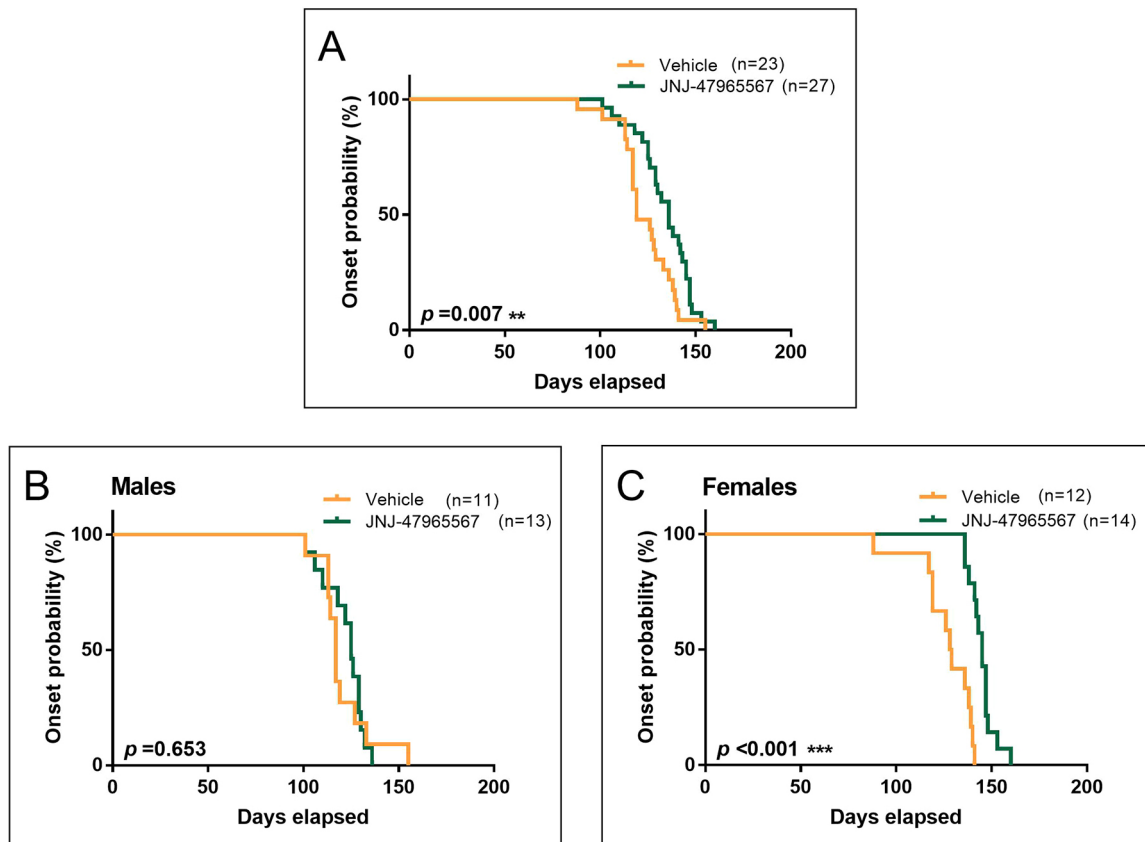 A
Vehicle (n=23)
JNJ-47965567 (n=27)
Onset probability (%)
100
50
0
p =0.007 **
0 50 100 150 200
Days elapsed
B
Males
Vehicle (n=11)
JNJ-47965567 (n=13)
Onset probability (%)
100
50
0
p =0.653
0 50 100 150 200
Days elapsed
C
Females
Vehicle (n=12)
JNJ-47965567 (n=14)
Onset probability (%)
100
50
0
p <0.001 ***
0 50 100 150 200
Days elapsed